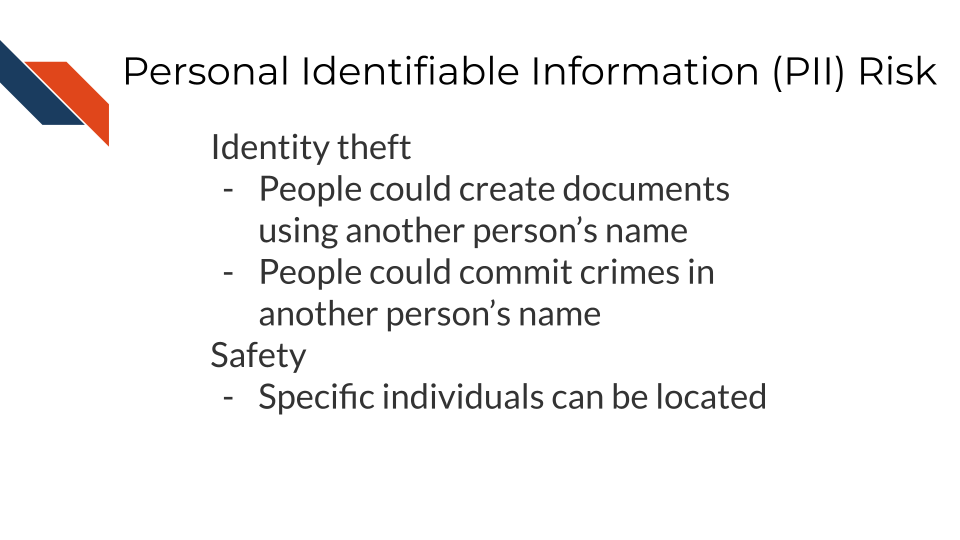 Personal Identifiable Information (PII) Risk
Identity theft
- People could create documents
using another person’s name
- People could commit crimes in
another person’s name
Safety
- Specific individuals can be located